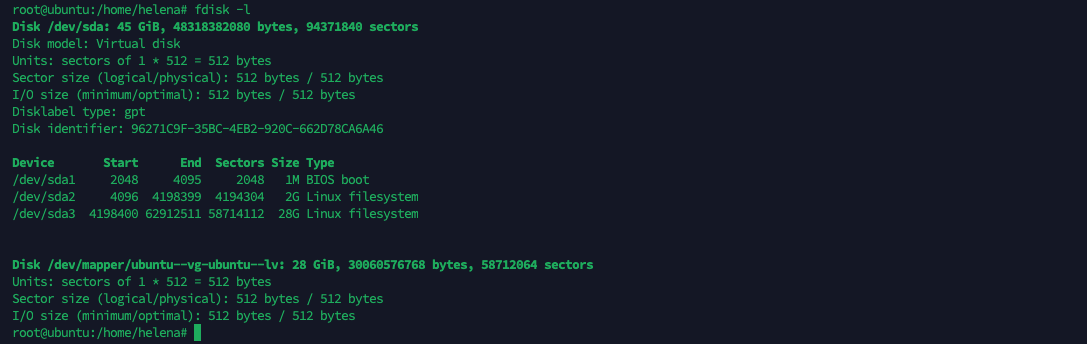 root@ubuntu:/home/helena# fdisk -l
Disk /dev/sda: 45 GiB, 48318382080 bytes, 94371840 sectors
Disk model: Virtual disk
Units: sectors of 1 * 512 = 512 bytes
Sector size (logical/physical): 512 bytes / 512 bytes
I/O size (minimum/optimal): 512 bytes / 512 bytes
Disklabel type: gpt
Disk identifier: 96271C9F-35BC-4EB2-920C-662D78CA6A46
Device Start End Sectors Size Type
/dev/sda1 2048 4095 2048 1M BIOS boot
/dev/sda2 4096 4198399 4194304 2G Linux filesystem
/dev/sda3 4198400 62912511 58714112 28G Linux filesystem
Disk /dev/mapper/ubuntu--vg-ubuntu--lv: 28 GiB, 30060576768 bytes, 58712064 sectors
Units: sectors of 1 * 512 = 512 bytes
Sector size (logical/physical): 512 bytes / 512 bytes
I/O size (minimum/optimal): 512 bytes / 512 bytes
root@ubuntu:/home/helena#